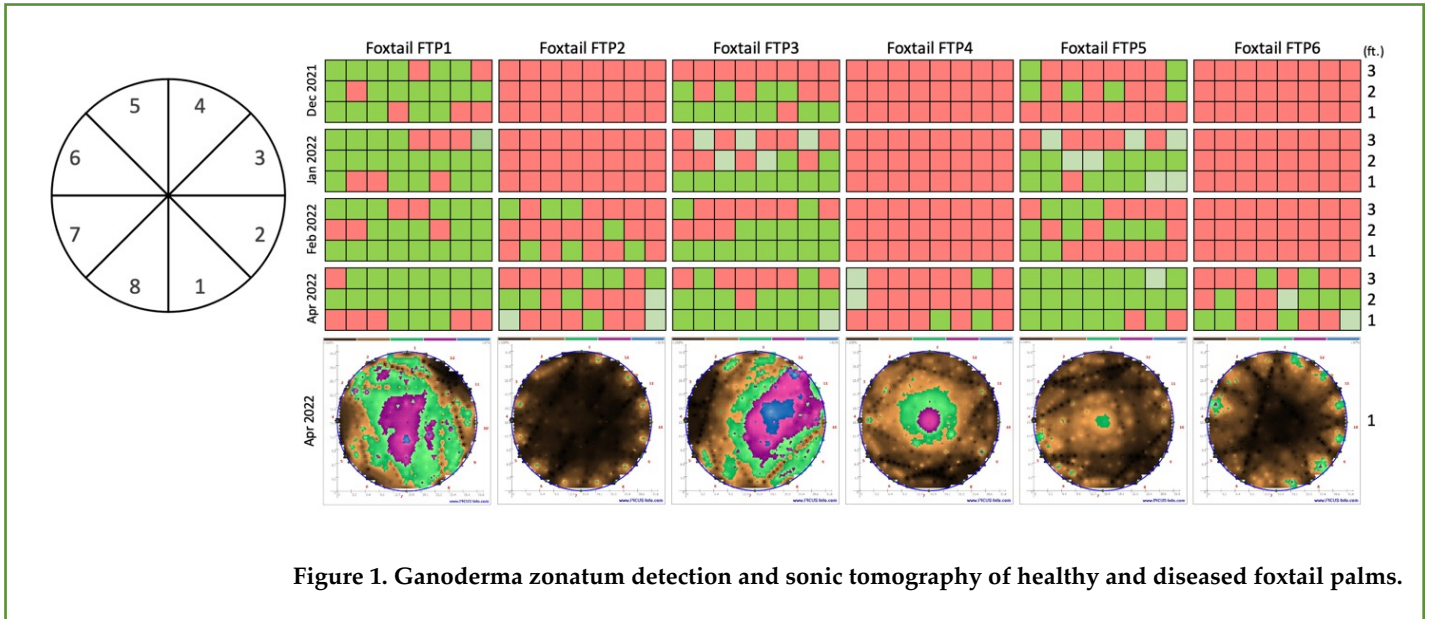 Foxtail FTP1 Foxtail FTP2 Foxtail FTP3 Foxtail FTP4 Foxtail FTP5 Foxtail FTP6 (ft.)
5 4
6 3
7 2
8 1
Dec 2021
3
2
1
Jan 2022
3
2
1
Feb 2022
3
2
1
Apr 2022
3
2
1
Apr 2022
1
Figure 1. Ganoderma zonatum detection and sonic tomography of healthy and diseased foxtail palms.